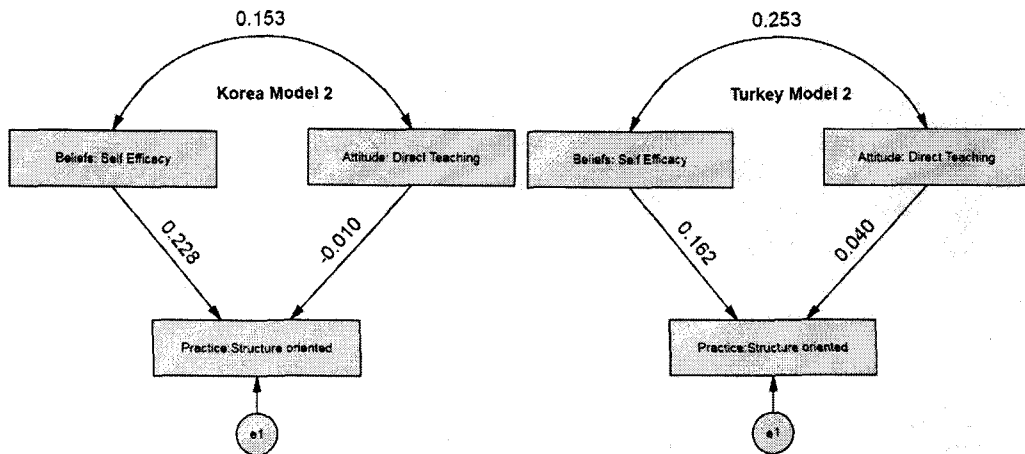 0.153
0.253
Korea Model 2
Turkey Model 2
Beliefs: Self Efficacy
Attitude: Direct Teaching
Beliefs: Self Efficacy
Attitude: Direct Teaching
0.228
-0.010
0.162
0.040
Practice:Structure oriented
Practice:Structure oriented
e1
e1